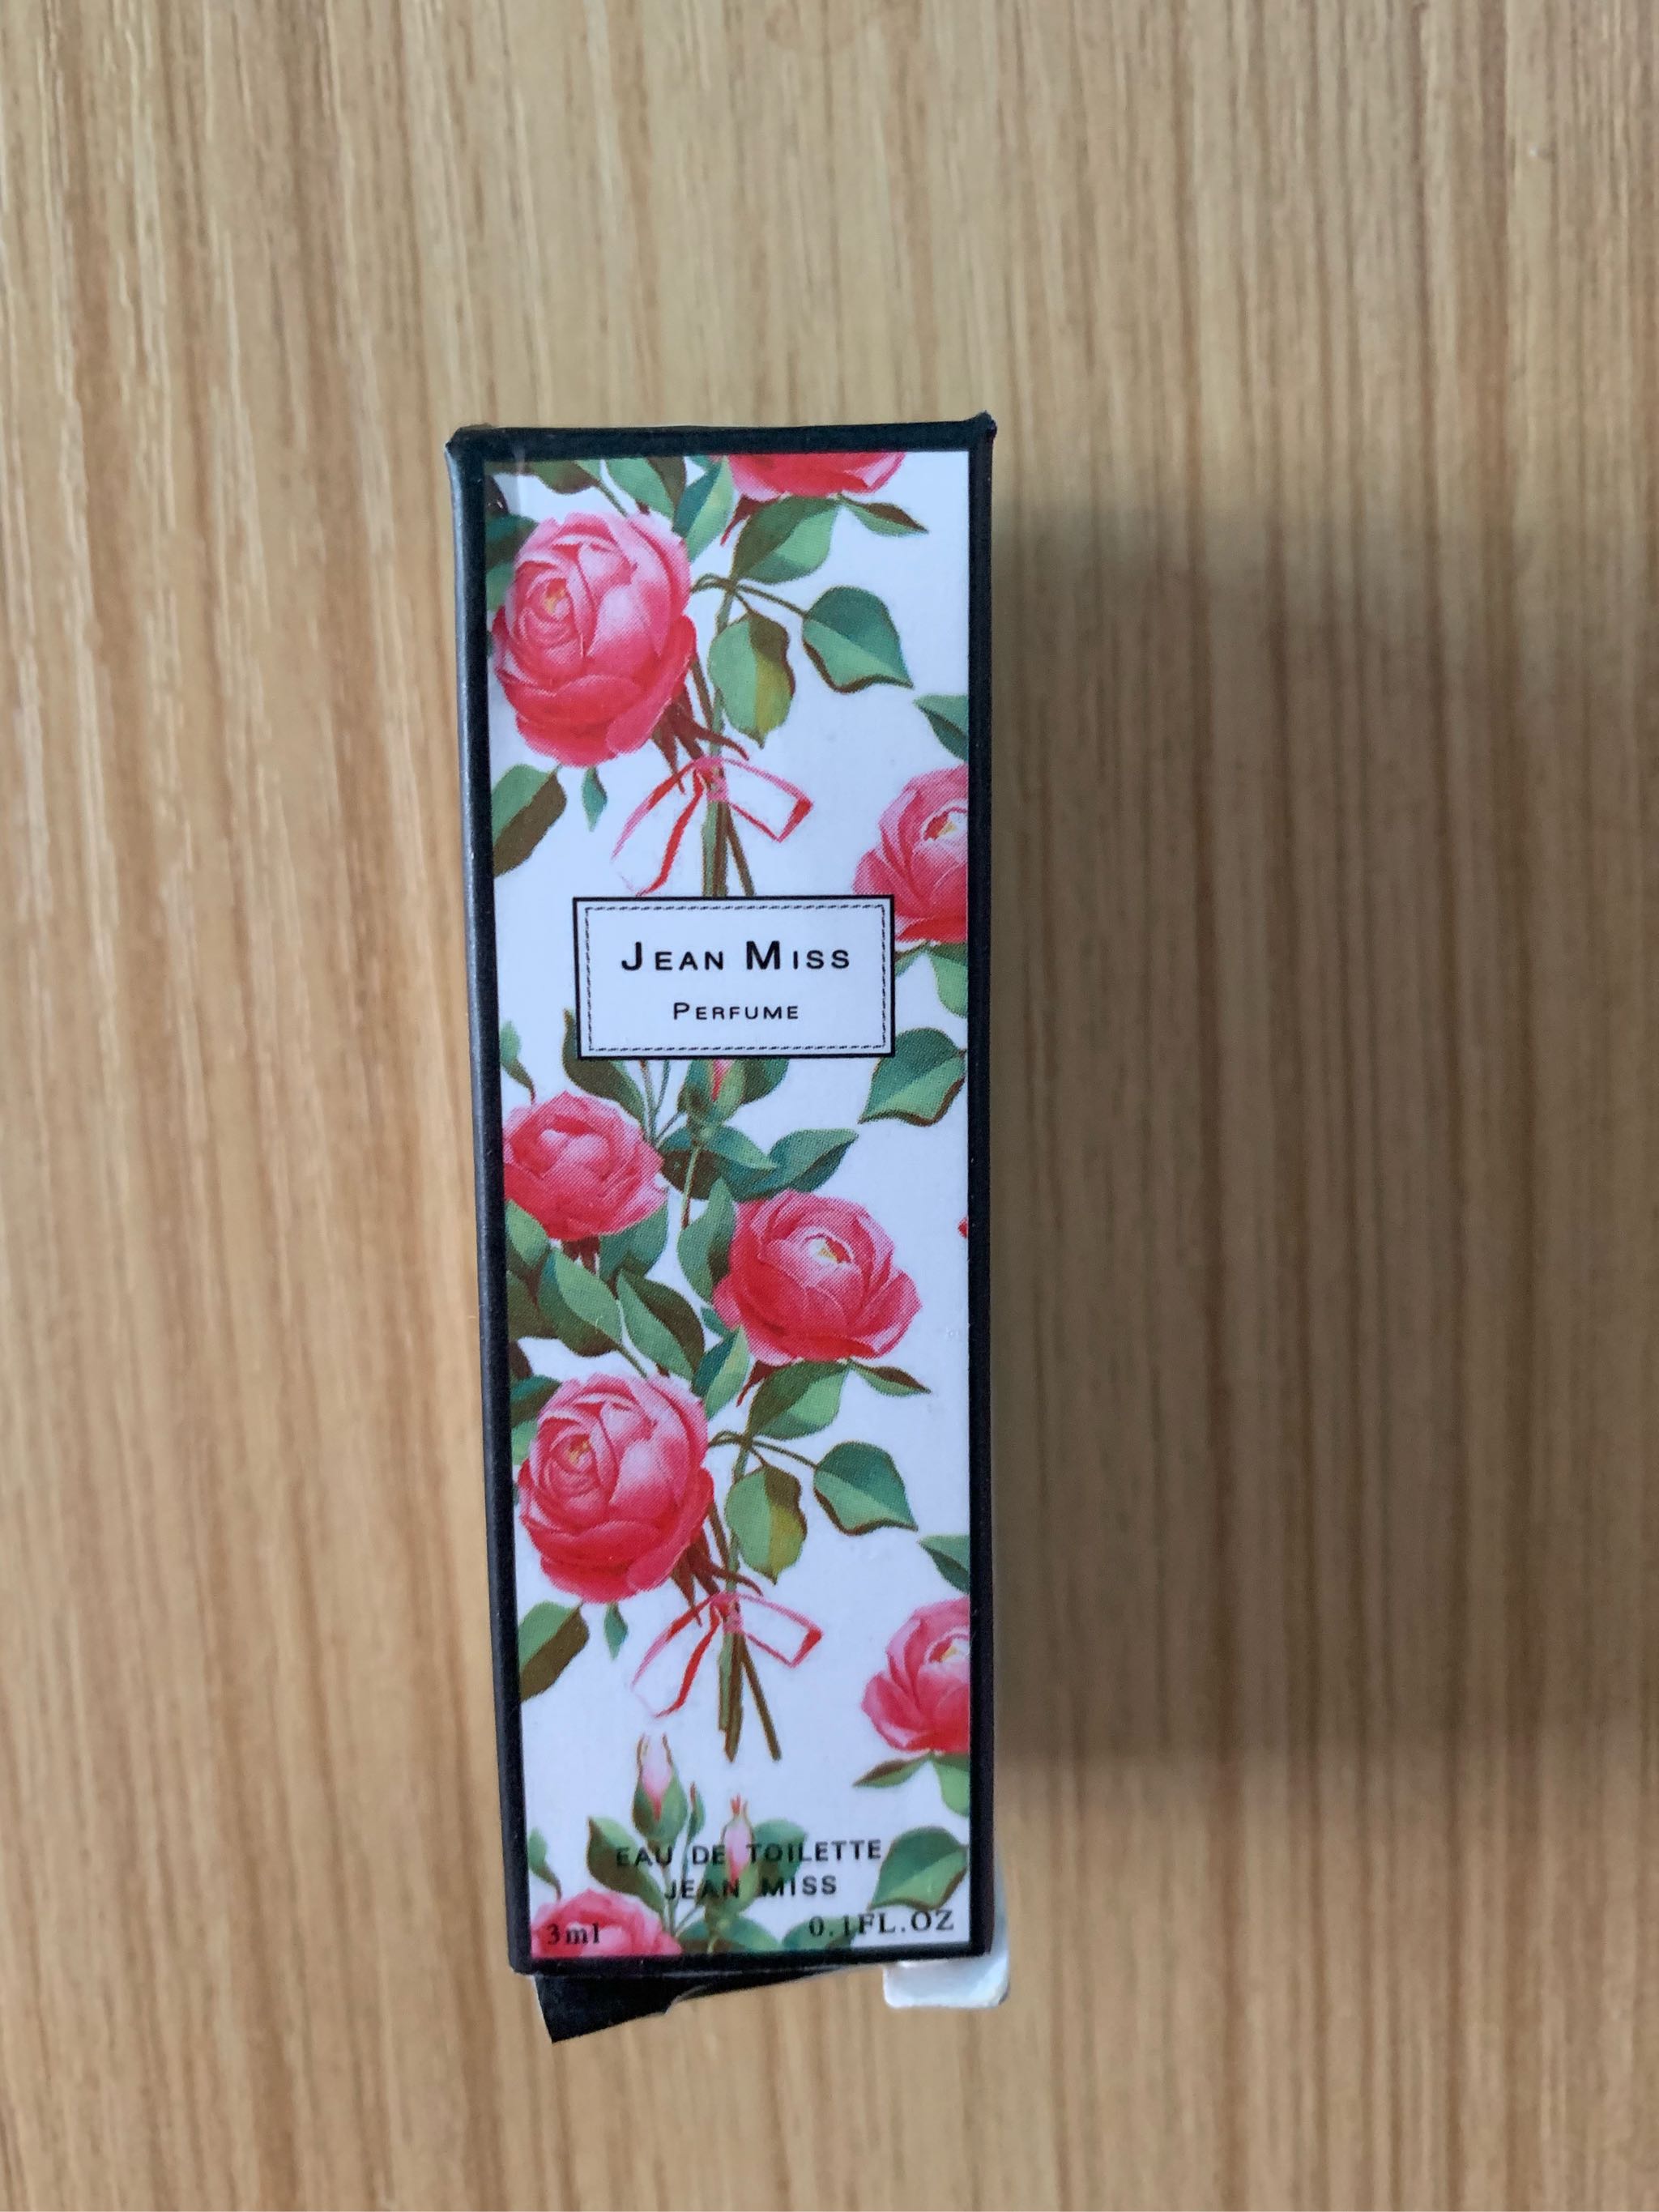 JEAN MISS
PERFUME
EAU DE TOILETTE
JEAN MISS
3ml 0.1FL.OZ